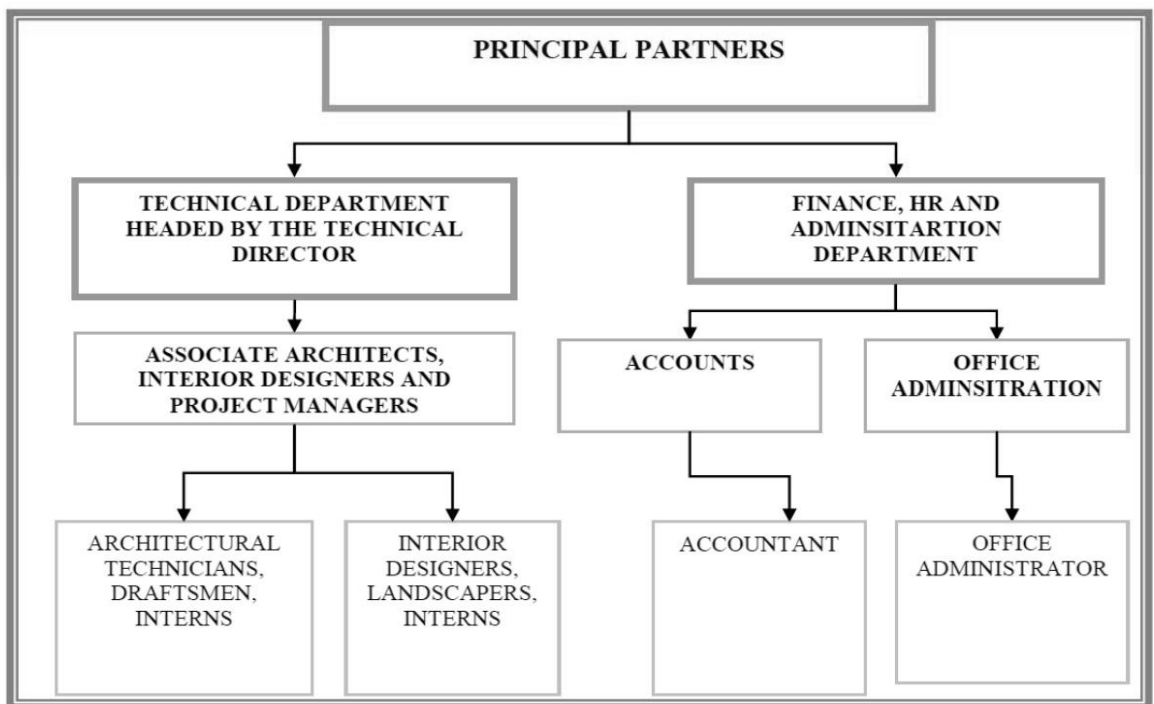 PRINCIPAL PARTNERS
TECHNICAL DEPARTMENT
HEADED BY THE TECHNICAL
DIRECTOR
FINANCE, HR AND
ADMINSITARTION
DEPARTMENT
ASSOCIATE ARCHITECTS,
INTERIOR DESIGNERS AND
PROJECT MANAGERS
ACCOUNTS
OFFICE
ADMINSITRATION
ARCHITECTURAL
TECHNICIANS,
DRAFTSMEN,
INTERNS
INTERIOR
DESIGNERS,
LANDSCAPERS,
INTERNS
ACCOUNTANT
OFFICE
ADMINISTRATOR